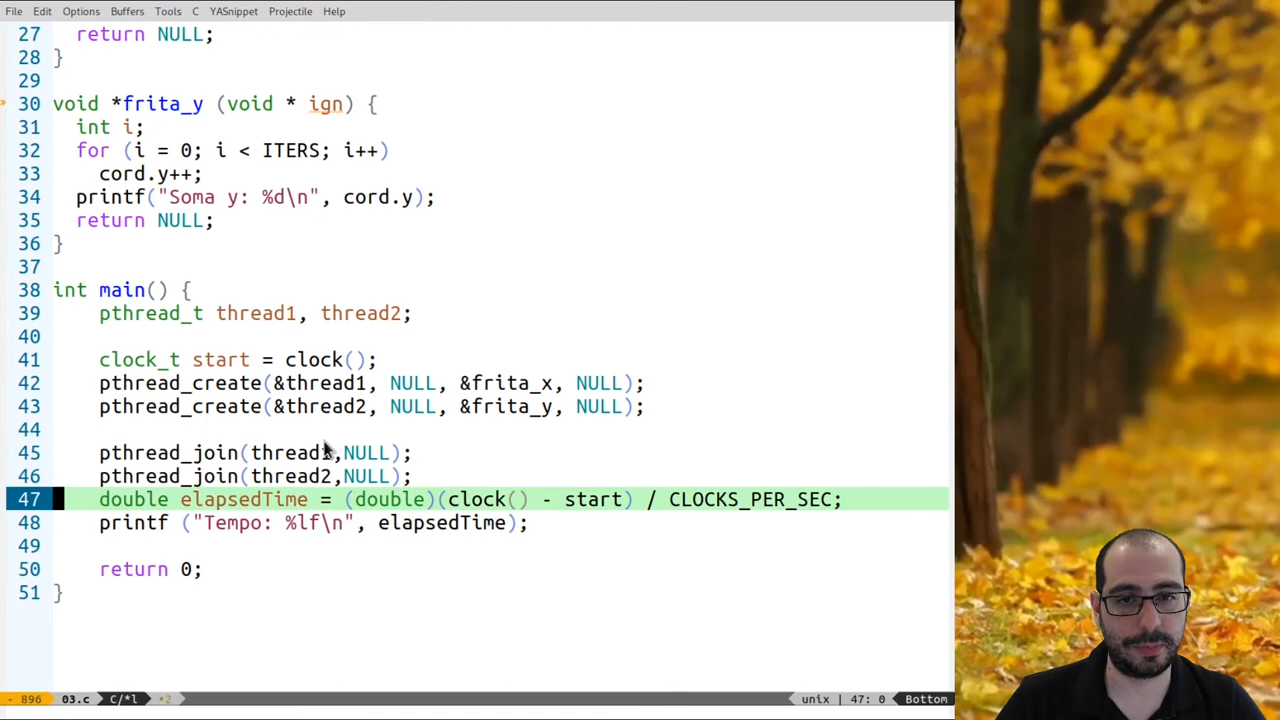 File Edit Options Buffers Tools C YASnippet Projectile Help
27 return NULL;
28 }
29
30 void *frita_y (void * ign) {
31 int i;
32 for (i = 0; i < ITERS; i++)
33 cord.y++;
34 printf("Soma y: %d\n", cord.y);
35 return NULL;
36 }
37
38 int main() {
39 pthread_t thread1, thread2;
40
41 clock_t start = clock();
42 pthread_create(&thread1, NULL, &frita_x, NULL);
43 pthread_create(&thread2, NULL, &frita_y, NULL);
44
45 pthread_join(thread1,NULL);
46 pthread_join(thread2,NULL);
47 double elapsedTime = (double)(clock() - start) / CLOCKS_PER_SEC;
48 printf ("Tempo: %lf\n", elapsedTime);
49
50 return 0;
51 }
- 896 03.c C/*l •2 unix | 47: 0 Bottom